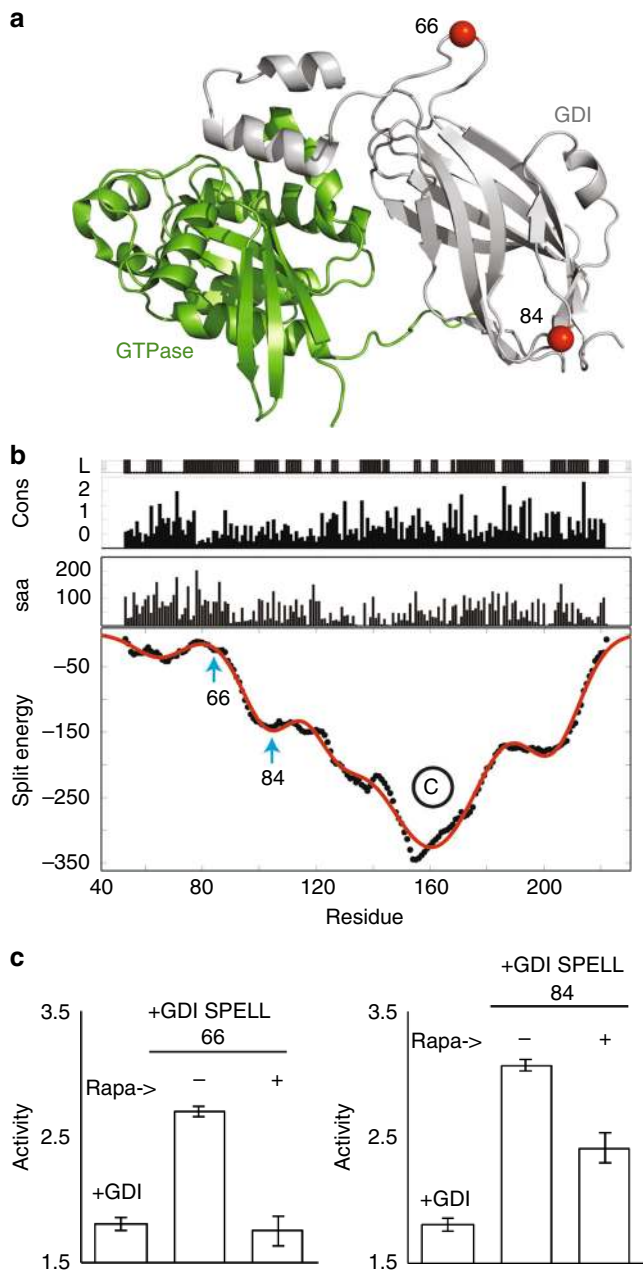 a
66
GDI
84
GTPase
b
L
Cons
2
1
0
saa
200
100
Split energy
−50
−150
−250
−350
66
84
C
40 80 120 160 200
Residue
c
Activity
3.5
2.5
1.5
+GDI SPELL
66
Rapa-> − +
+GDI
Activity
3.5
2.5
1.5
+GDI SPELL
84
Rapa-> − +
+GDI